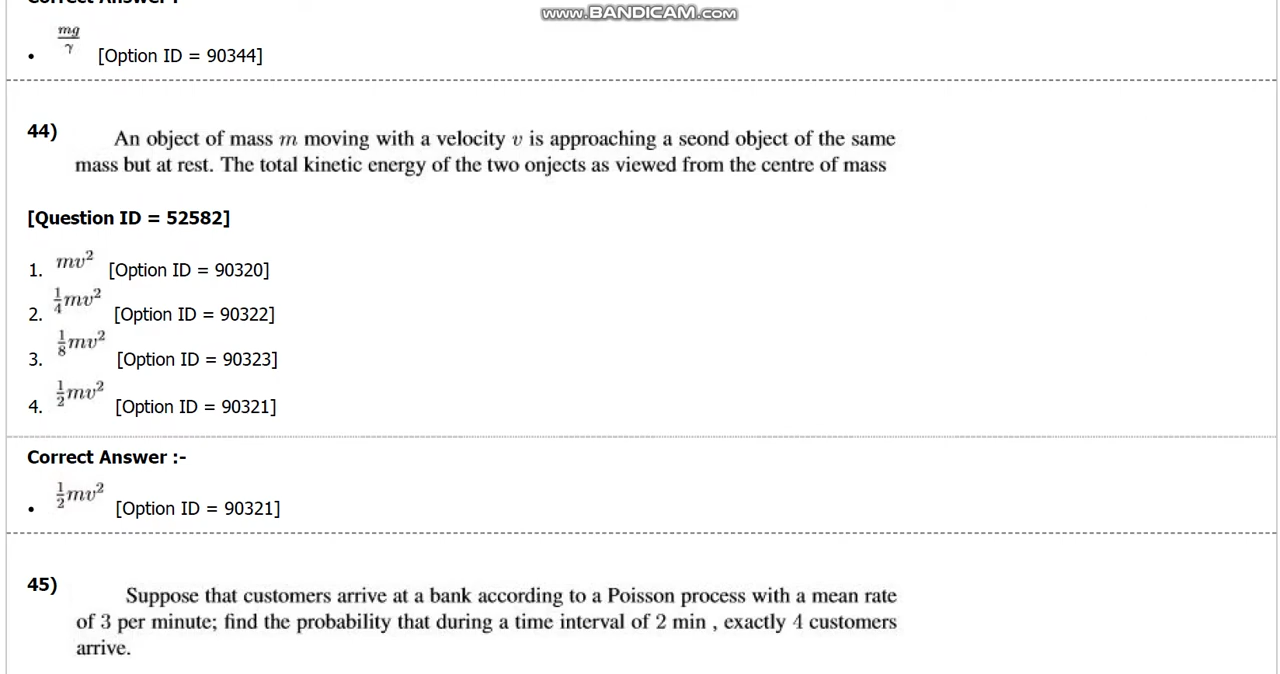 www.BANDICAM.com
mg/γ [Option ID = 90344]
44) An object of mass m moving with a velocity v is approaching a seond object of the same
mass but at rest. The total kinetic energy of the two onjects as viewed from the centre of mass
[Question ID = 52582]
1. mv² [Option ID = 90320]
2. 1/4 mv² [Option ID = 90322]
3. 1/8 mv² [Option ID = 90323]
4. 1/2 mv² [Option ID = 90321]
Correct Answer :-
• 1/2 mv² [Option ID = 90321]
45) Suppose that customers arrive at a bank according to a Poisson process with a mean rate
of 3 per minute; find the probability that during a time interval of 2 min , exactly 4 customers
arrive.